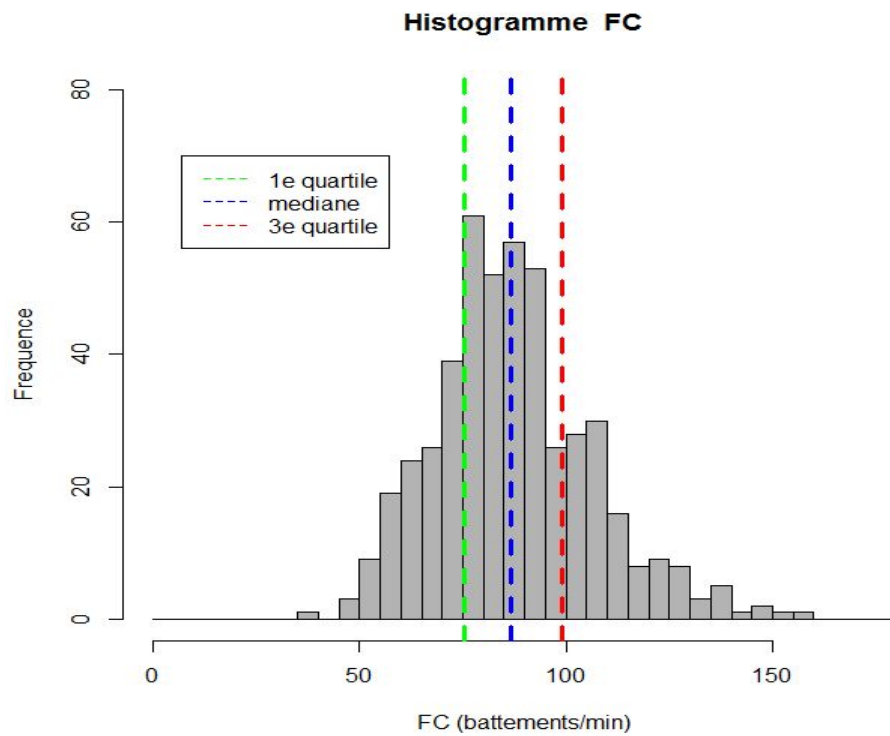 Histogramme FC
80
60
40
20
0
Frequence
1e quartile
mediane
3e quartile
0 50 100 150
FC (battements/min)